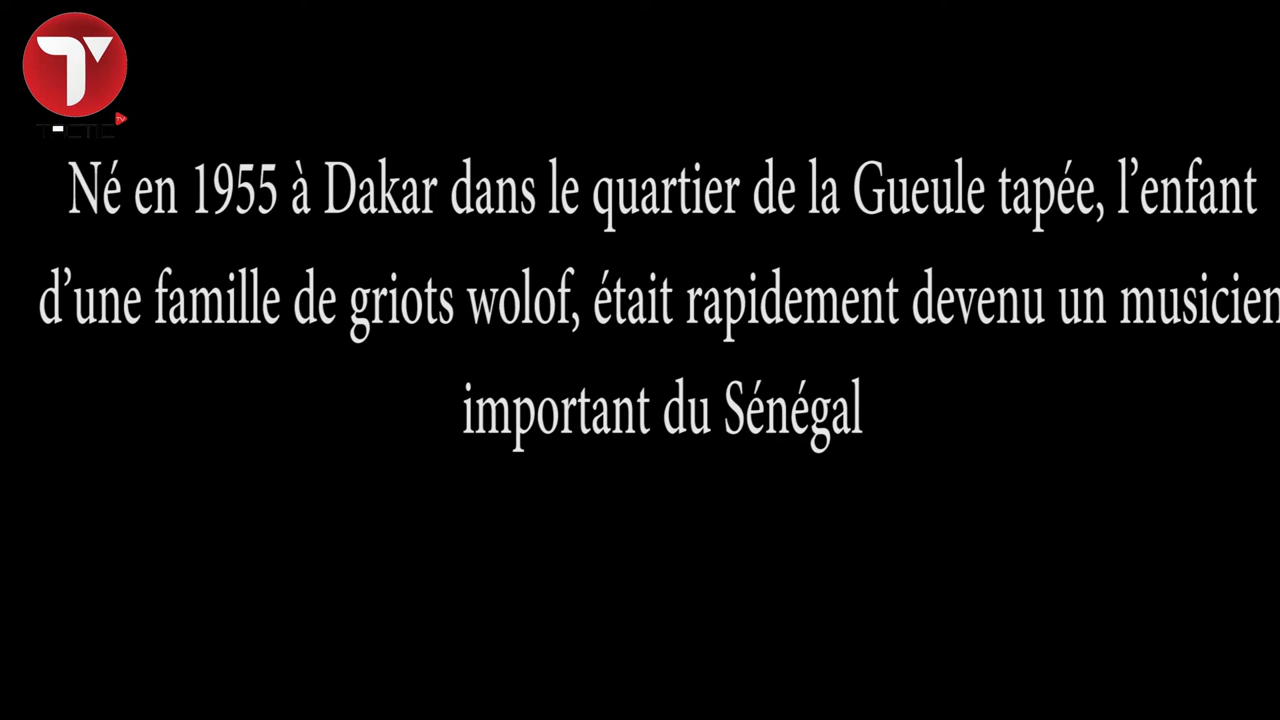 Né en 1955 à Dakar dans le quartier de la Gueule tapée, l’enfant
d’une famille de griots wolof, était rapidement devenu un musicien
important du Sénégal